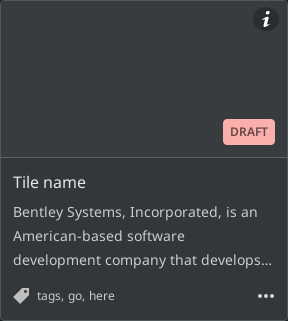 DRAFT
Tile name
Bentley Systems, Incorporated, is an
American-based software
development company that develops...
tags, go, here